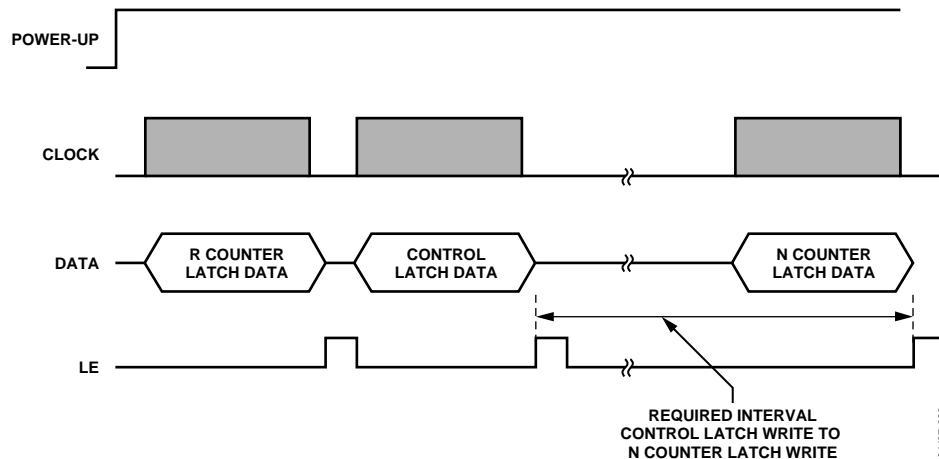 POWER-UP
CLOCK
DATA
R COUNTER
LATCH DATA
CONTROL
LATCH DATA
N COUNTER
LATCH DATA
LE
REQUIRED INTERVAL
CONTROL LATCH WRITE TO
N COUNTER LATCH WRITE